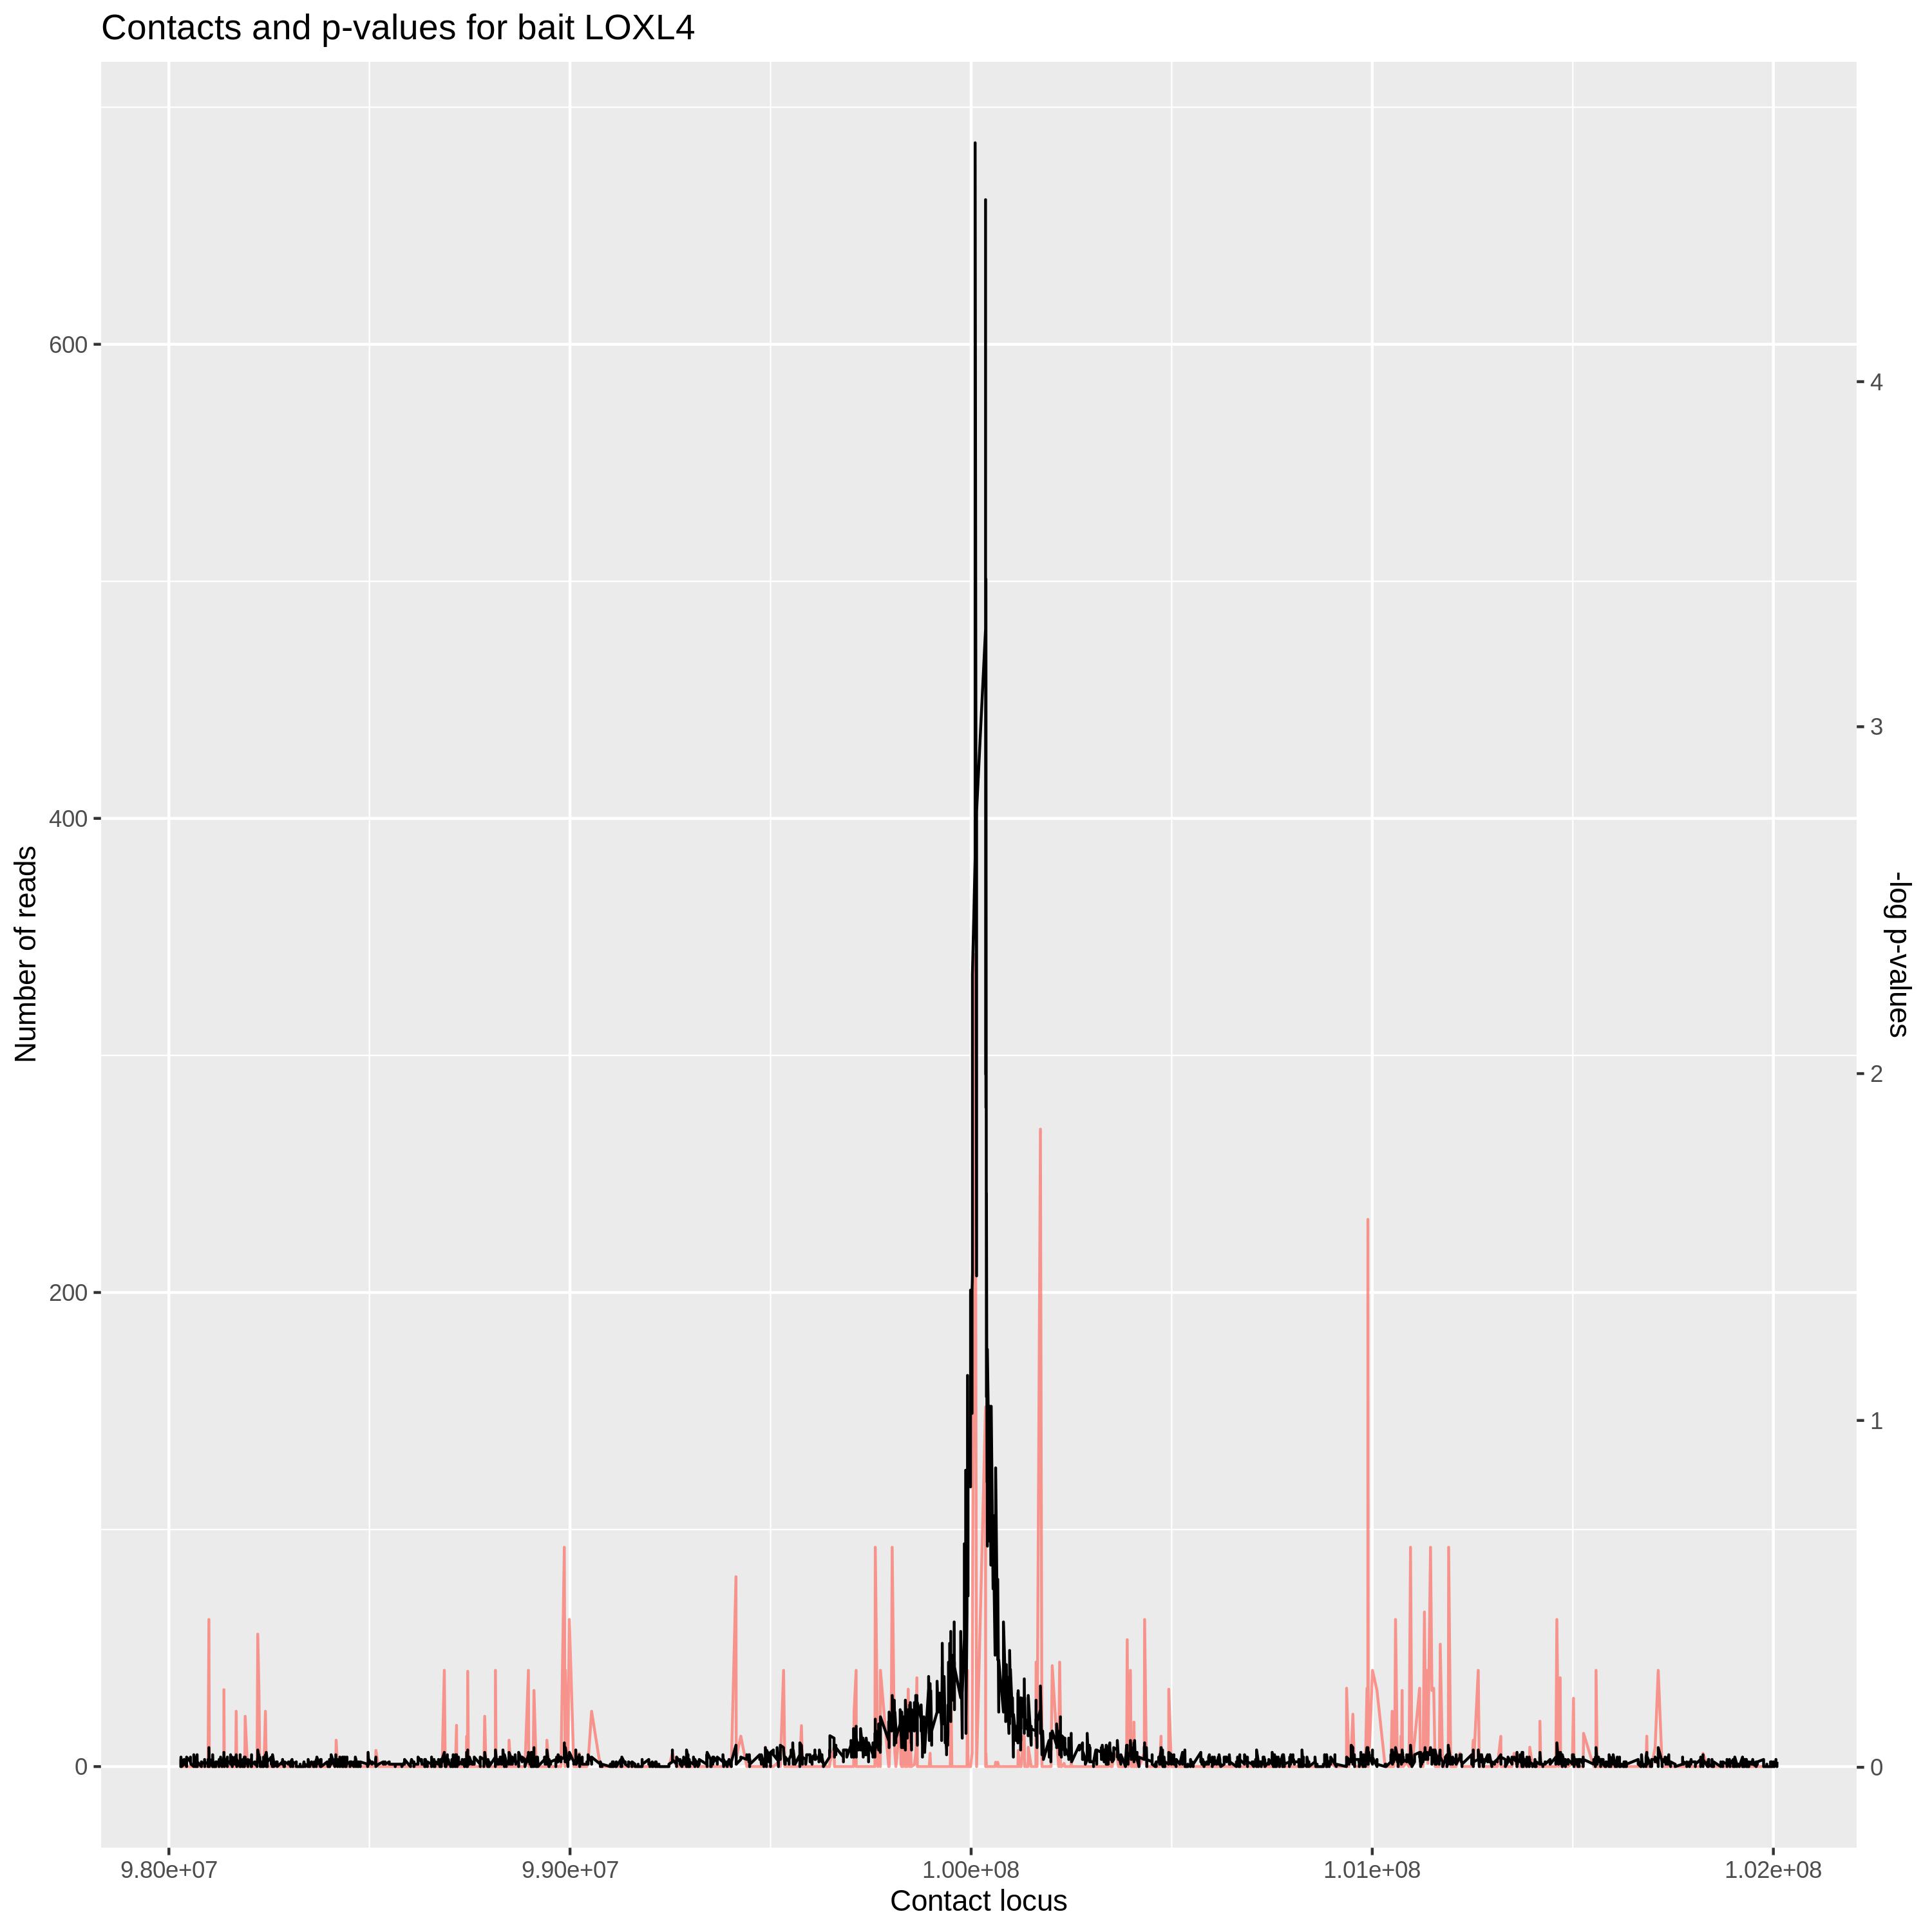 Contacts and p-values for bait LOXL4
Number of reads
600
400
200
0
-log p-values
4
3
2
1
0
9.80e+07
9.90e+07
1.00e+08
1.01e+08
1.02e+08
Contact locus